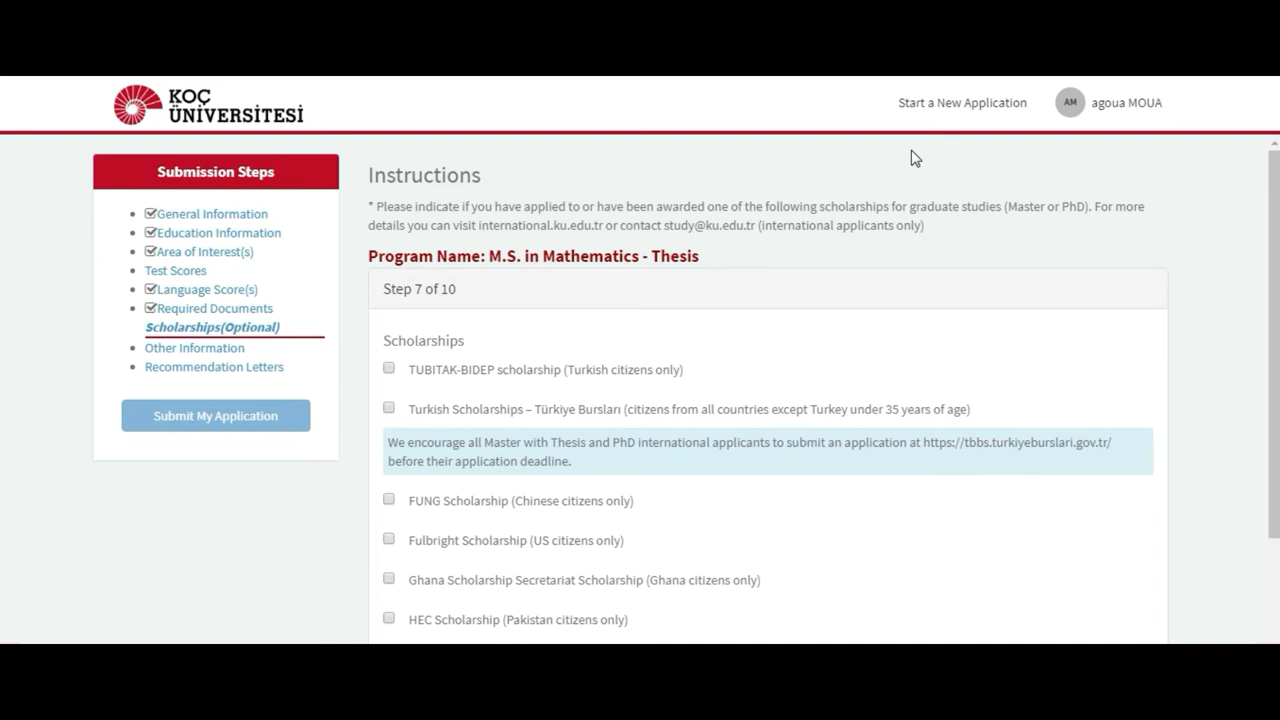 KOÇ
ÜNİVERSİTESİ
Start a New Application
AM
agoua MOUA
Submission Steps
General Information
Education Information
Area of Interest(s)
Test Scores
Language Score(s)
Required Documents
Scholarships(Optional)
Other Information
Recommendation Letters
Submit My Application
Instructions
* Please indicate if you have applied to or have been awarded one of the following scholarships for graduate studies (Master or PhD). For more
details you can visit international.ku.edu.tr or contact study@ku.edu.tr (international applicants only)
Program Name: M.S. in Mathematics - Thesis
Step 7 of 10
Scholarships
TUBITAK-BIDEP scholarship (Turkish citizens only)
Turkish Scholarships – Türkiye Bursları (citizens from all countries except Turkey under 35 years of age)
We encourage all Master with Thesis and PhD international applicants to submit an application at https://tbbs.turkiyeburslari.gov.tr/
before their application deadline.
FUNG Scholarship (Chinese citizens only)
Fulbright Scholarship (US citizens only)
Ghana Scholarship Secretariat Scholarship (Ghana citizens only)
HEC Scholarship (Pakistan citizens only)